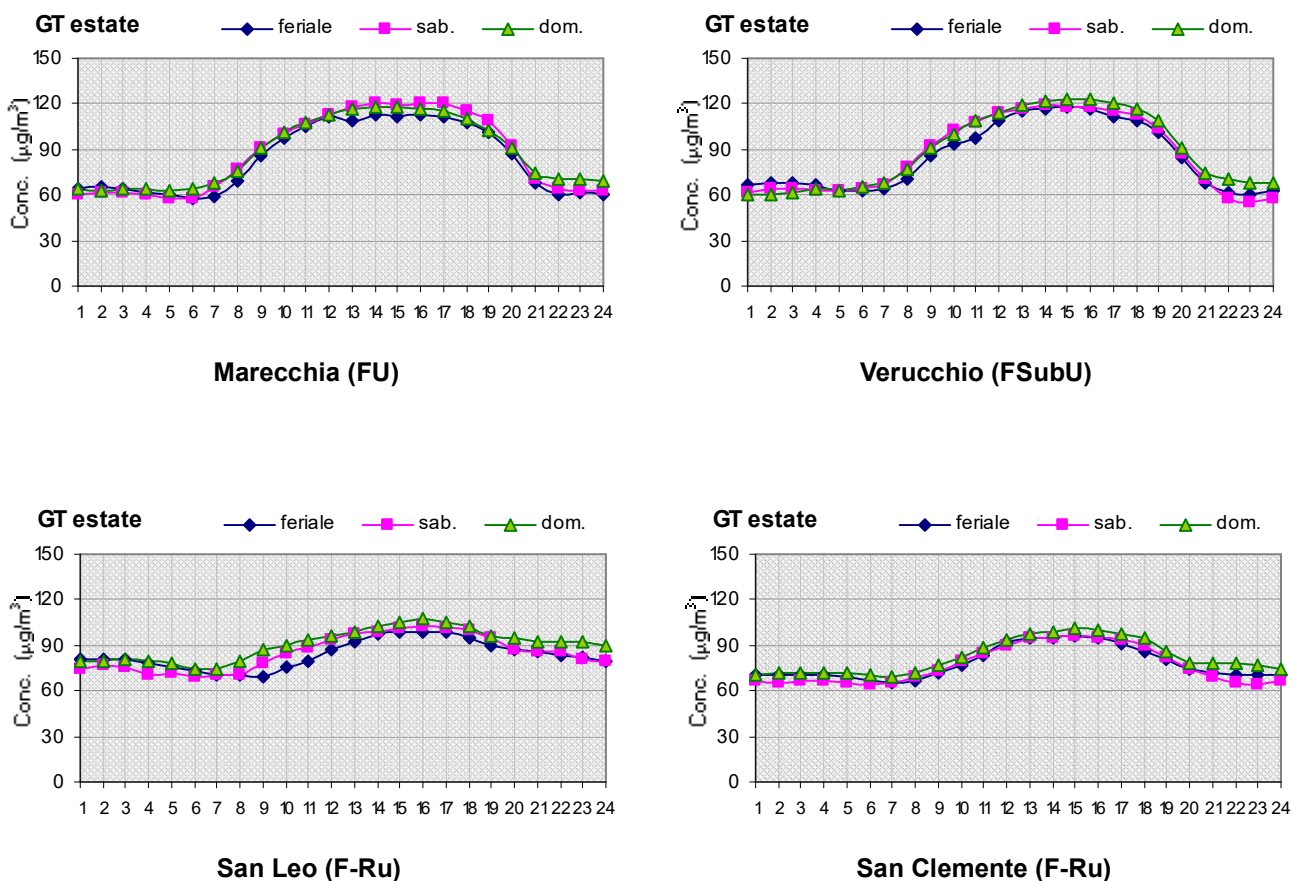 GT estate feriale sab. dom.
Conc. (µg/m³)
150
120
90
60
30
0
1 2 3 4 5 6 7 8 9 10 11 12 13 14 15 16 17 18 19 20 21 22 23 24
Marecchia (FU)
GT estate feriale sab. dom.
Conc. (µg/m³)
150
120
90
60
30
0
1 2 3 4 5 6 7 8 9 10 11 12 13 14 15 16 17 18 19 20 21 22 23 24
Verucchio (FSubU)
GT estate feriale sab. dom.
Conc. (µg/m³)
150
120
90
60
30
0
1 2 3 4 5 6 7 8 9 10 11 12 13 14 15 16 17 18 19 20 21 22 23 24
San Leo (F-Ru)
GT estate feriale sab. dom.
Conc. (µg/m³)
150
120
90
60
30
0
1 2 3 4 5 6 7 8 9 10 11 12 13 14 15 16 17 18 19 20 21 22 23 24
San Clemente (F-Ru)